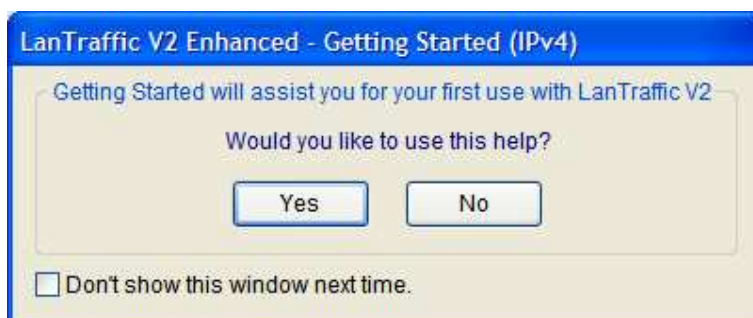 LanTraffic V2 Enhanced - Getting Started (IPv4)
Getting Started will assist you for your first use with LanTraffic V2
Would you like to use this help?
Yes No
Don't show this window next time.